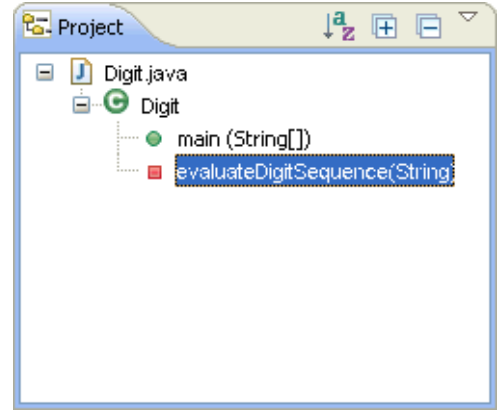 Project
Digit.java
Digit
main (String[])
evaluateDigitSequence(String